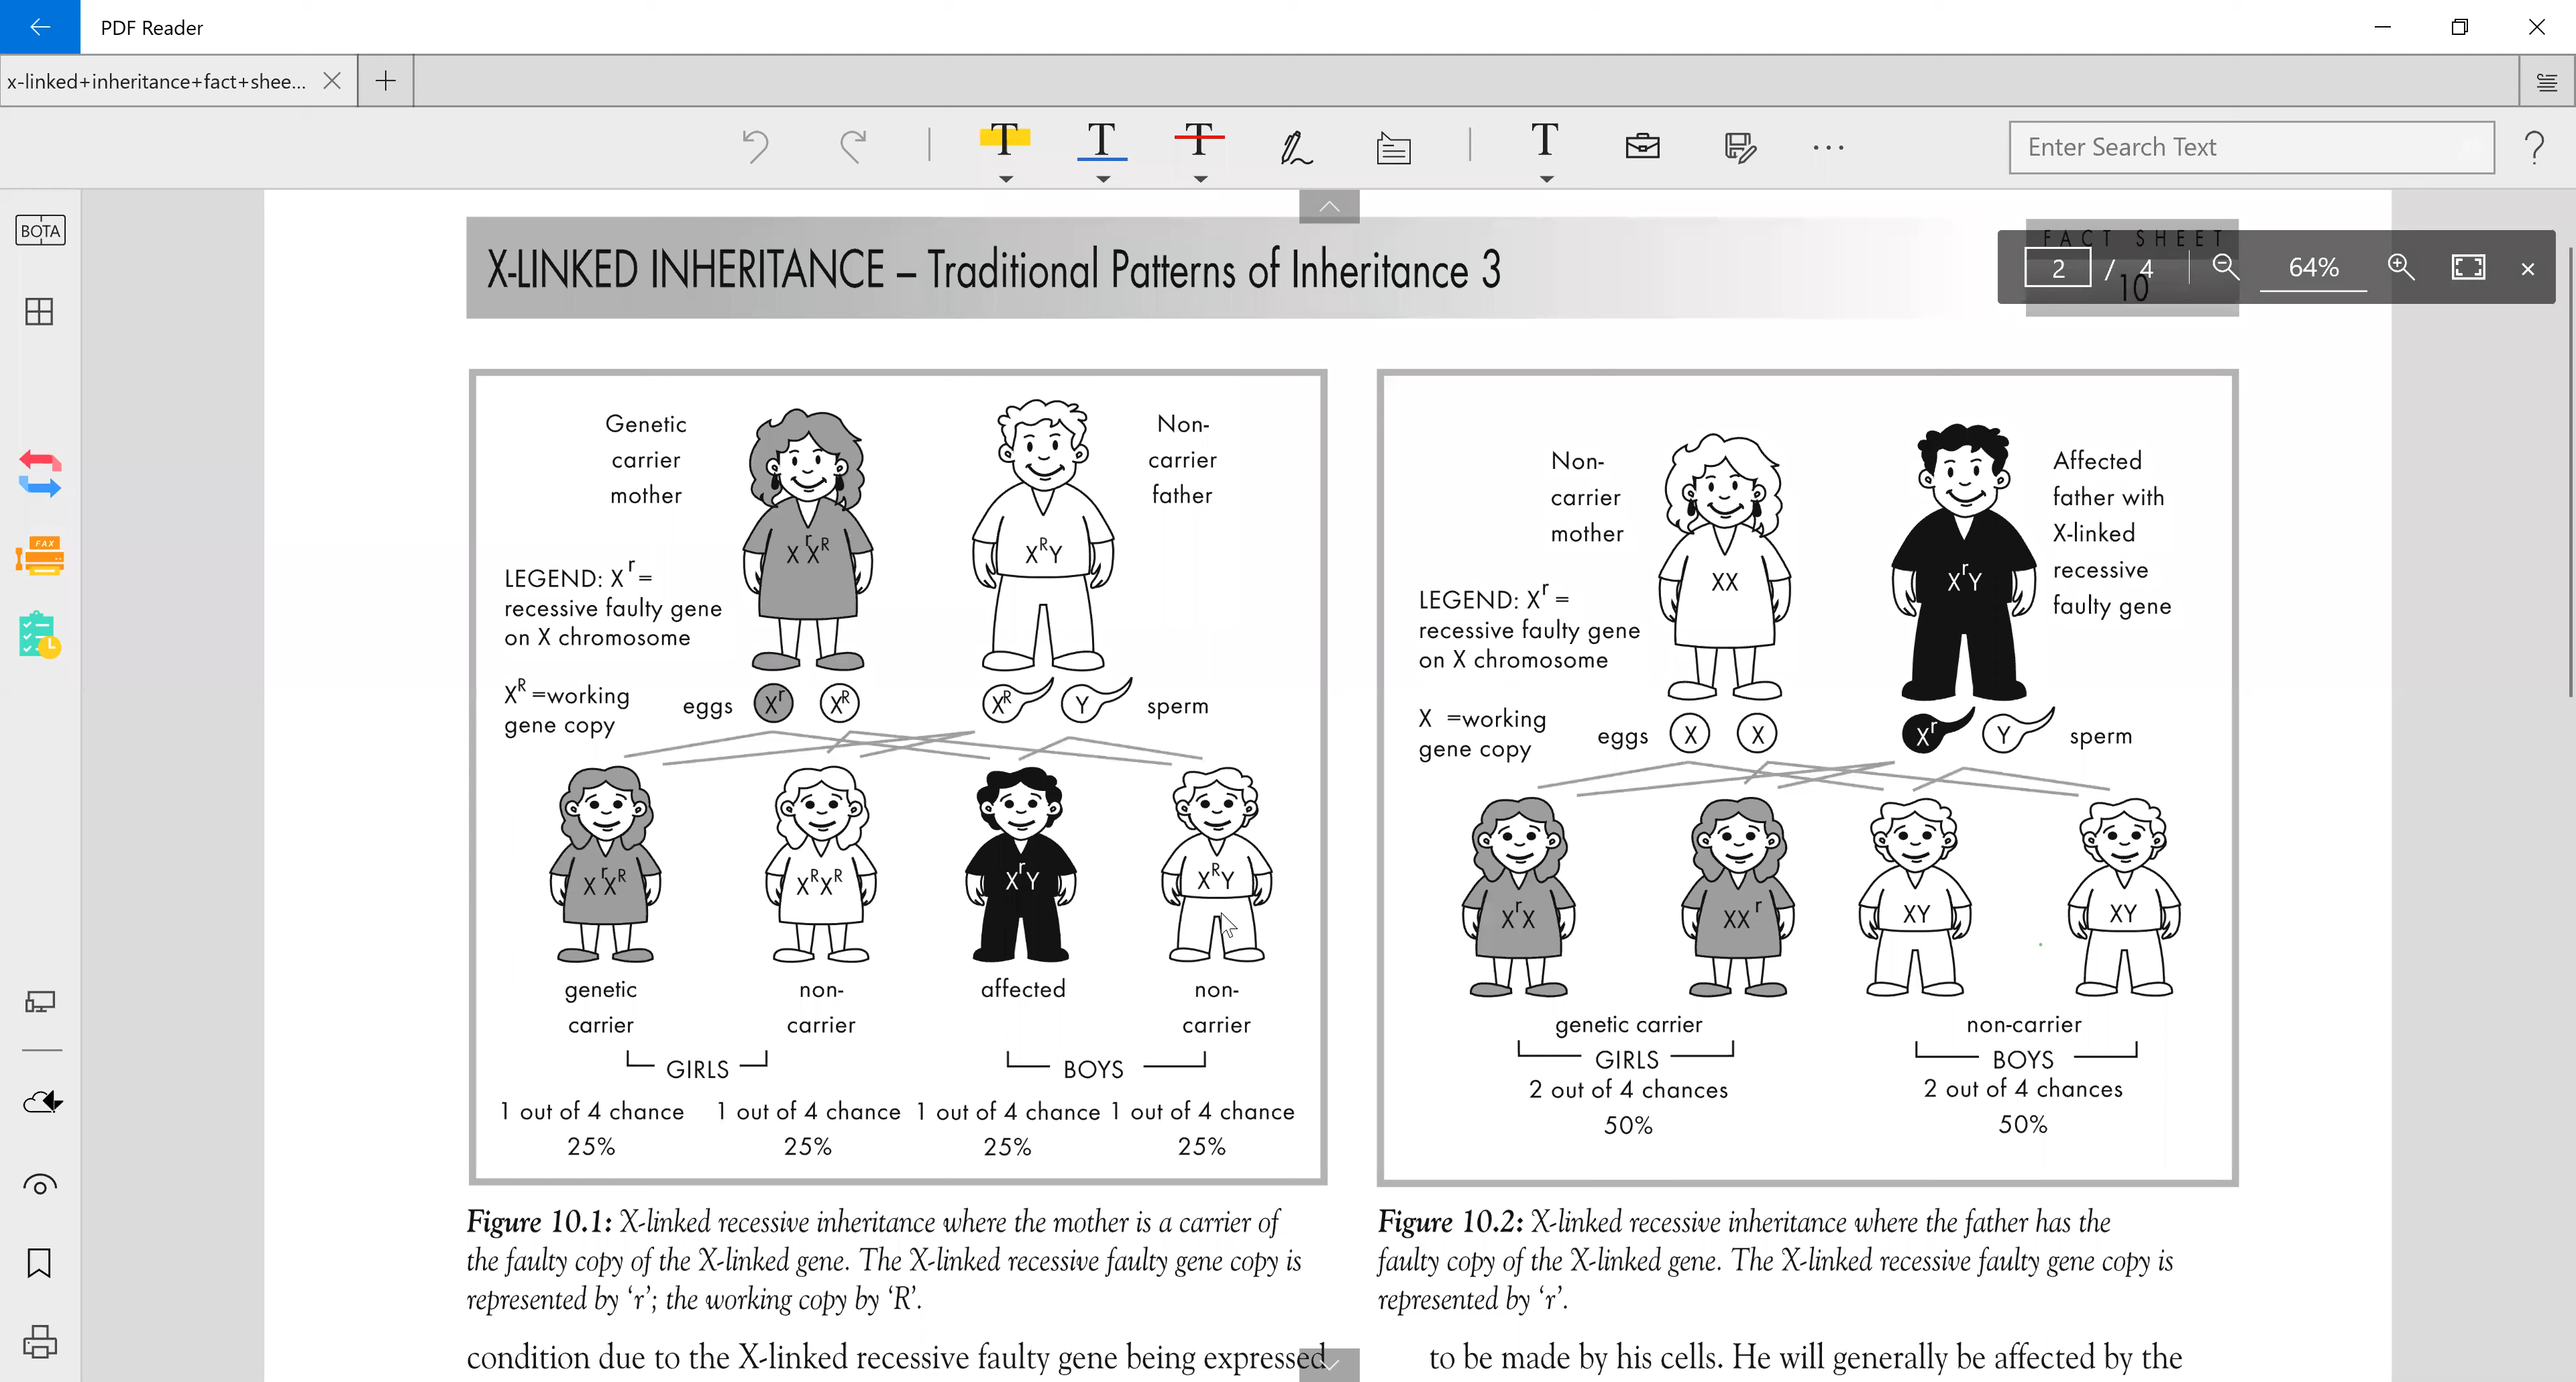 PDF Reader
x-linked+inheritance+fact+shee...
Enter Search Text
?
BOTA
FAX
X-LINKED INHERITANCE – Traditional Patterns of Inheritance 3
FACT SHEET
10
2 / 4
64%
Genetic
carrier
mother
Non-
carrier
father
XʳXᴿ
XᴿY
LEGEND: Xʳ=
recessive faulty gene
on X chromosome
Xᴿ =working
gene copy
eggs Xʳ Xᴿ Xᴿ Y sperm
XʳXᴿ XᴿXᴿ XʳY XᴿY
genetic
carrier
non-
carrier
affected
non-
carrier
GIRLS BOYS
1 out of 4 chance 1 out of 4 chance 1 out of 4 chance 1 out of 4 chance
25% 25% 25% 25%
Figure 10.1: X-linked recessive inheritance where the mother is a carrier of
the faulty copy of the X-linked gene. The X-linked recessive faulty gene copy is
represented by ‘r’; the working copy by ‘R’.
condition due to the X-linked recessive faulty gene being expressed
Non-
carrier
mother
Affected
father with
X-linked
recessive
faulty gene
XX
XʳY
LEGEND: Xʳ =
recessive faulty gene
on X chromosome
X =working
gene copy
eggs X X Xʳ Y sperm
XʳX XXʳ XY XY
genetic carrier non-carrier
GIRLS BOYS
2 out of 4 chances 2 out of 4 chances
50% 50%
Figure 10.2: X-linked recessive inheritance where the father has the
faulty copy of the X-linked gene. The X-linked recessive faulty gene copy is
represented by ‘r’.
to be made by his cells. He will generally be affected by the